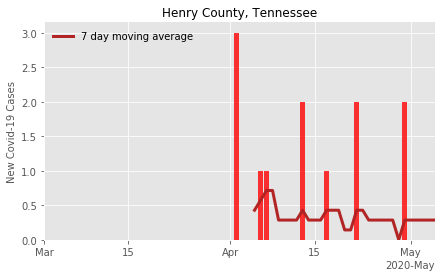 Henry County, Tennessee
7 day moving average
New Covid-19 Cases
3.0
2.5
2.0
1.5
1.0
0.5
0.0
Mar 15 Apr 15 May
2020-May